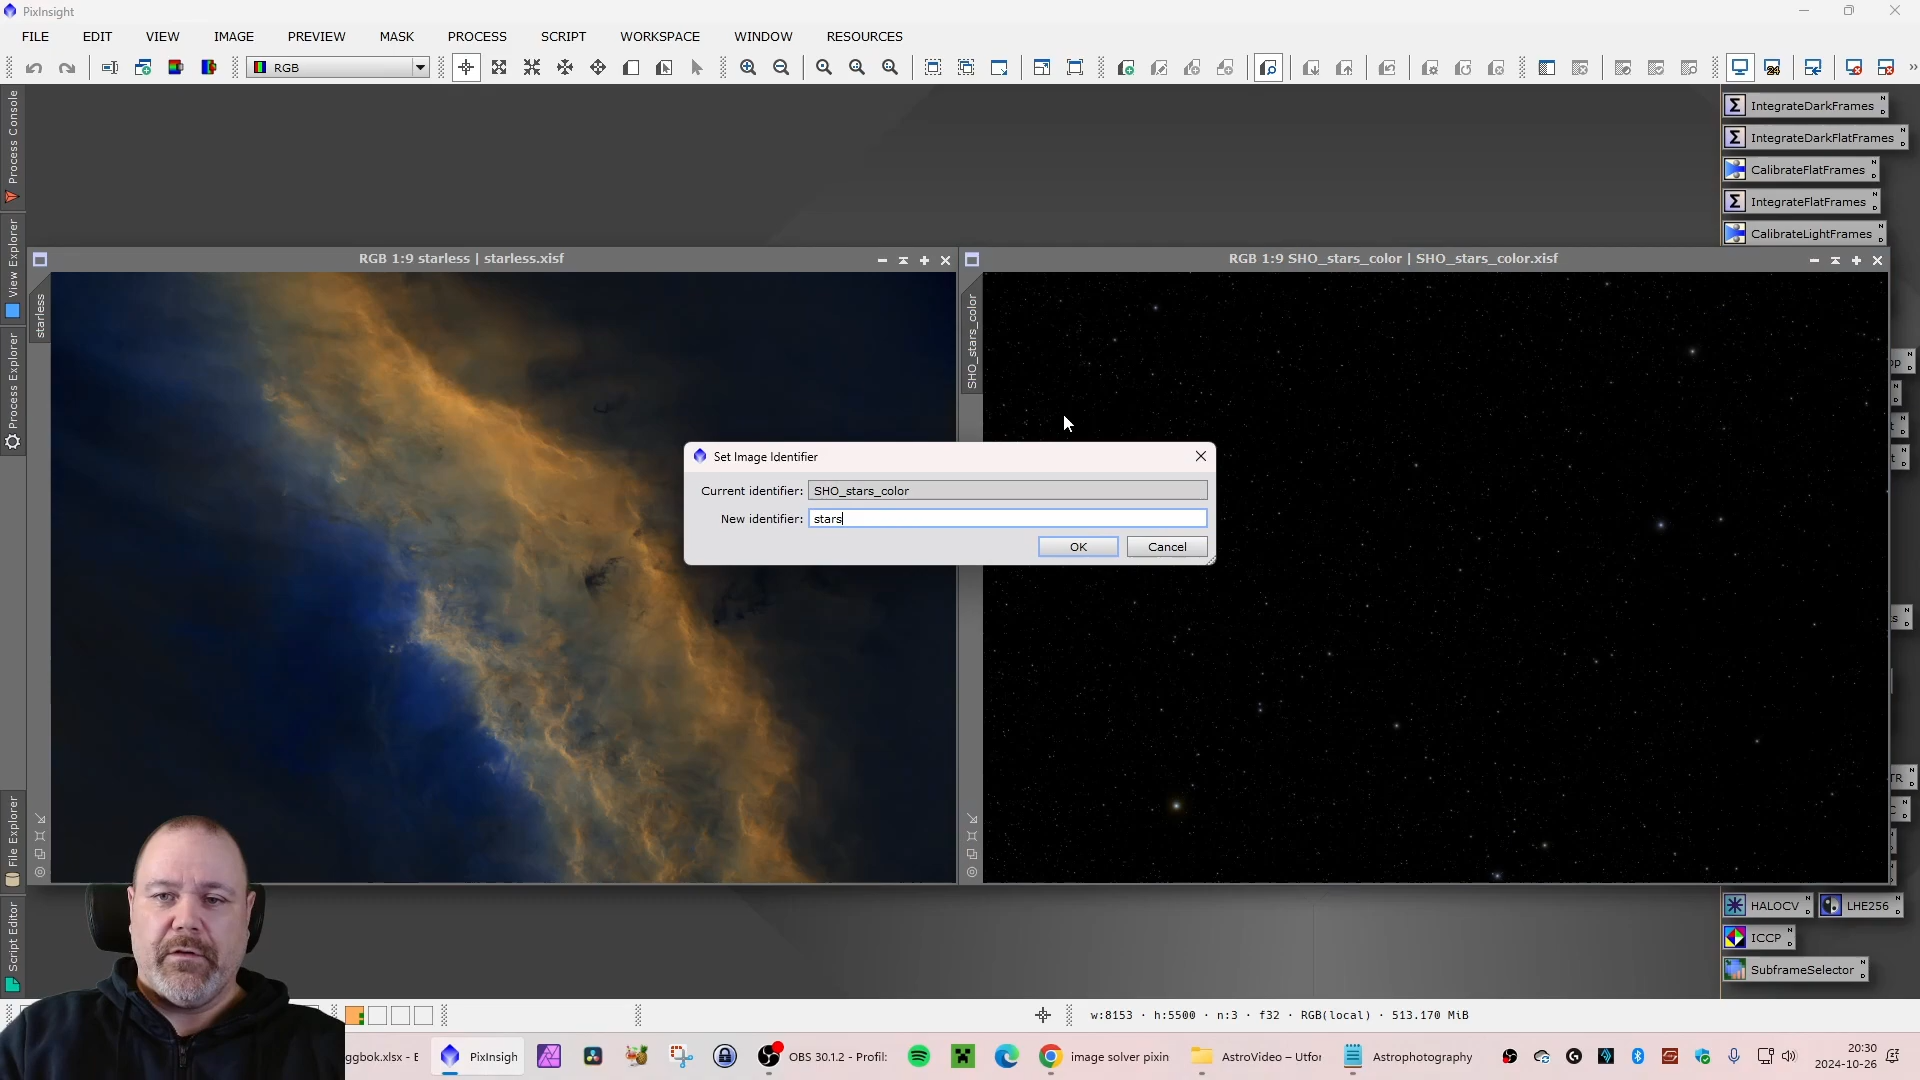 PixInsight
FILE EDIT VIEW IMAGE PREVIEW MASK PROCESS SCRIPT WORKSPACE WINDOW RESOURCES
RGB
Process Console
View Explorer
Process Explorer
File Explorer
Script Editor
IntegrateDarkFrames
IntegrateDarkFlatFrames
CalibrateFlatFrames
IntegrateFlatFrames
CalibrateLightFrames
RGB 1:9 starless | starless.xisf
starless
RGB 1:9 SHO_stars_color | SHO_stars_color.xisf
SHO_stars_color
Set Image Identifier
Current identifier: SHO_stars_color
New identifier: stars
OK Cancel
HALOCV LHE256
ICCP
SubframeSelector
w:8153 · h:5500 · n:3 · f32 · RGB(local) · 513.170 MiB
ggbok.xlsx - E
PixInsigh
OBS 30.1.2 - Profil:
image solver pixin
AstroVideo – Utfor
Astrophotography
20:30
2024-10-26